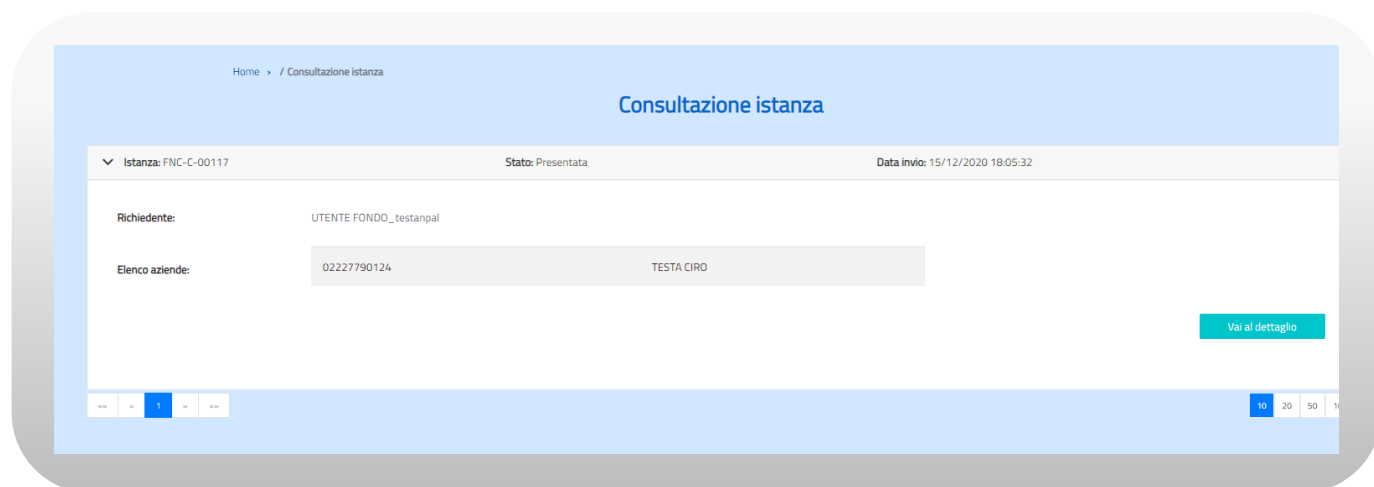 Home › / Consultazione istanza
Consultazione istanza
Istanza: FNC-C-00117 Stato: Presentata Data invio: 15/12/2020 18:05:32
Richiedente: UTENTE FONDO_testanpal
Elenco aziende: 02227790124 TESTA CIRO
Vai al dettaglio
«« « 1 » »» 10 20 50